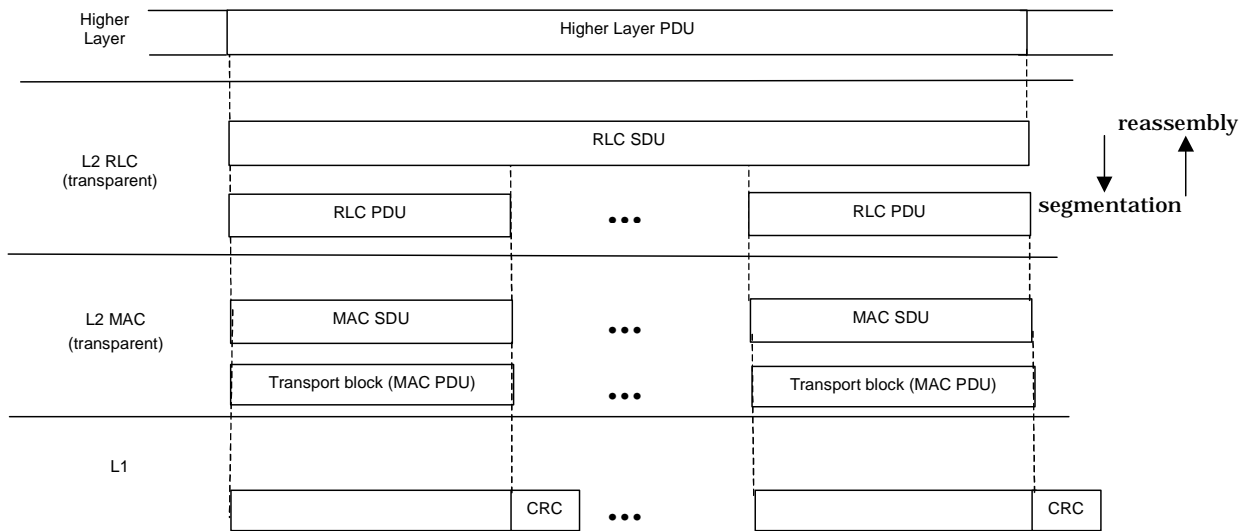 Higher
Layer
Higher Layer PDU
RLC SDU
reassembly
L2 RLC
(transparent)
RLC PDU
•••
RLC PDU
segmentation
L2 MAC
(transparent)
MAC SDU
•••
MAC SDU
Transport block (MAC PDU)
•••
Transport block (MAC PDU)
L1
CRC
•••
CRC